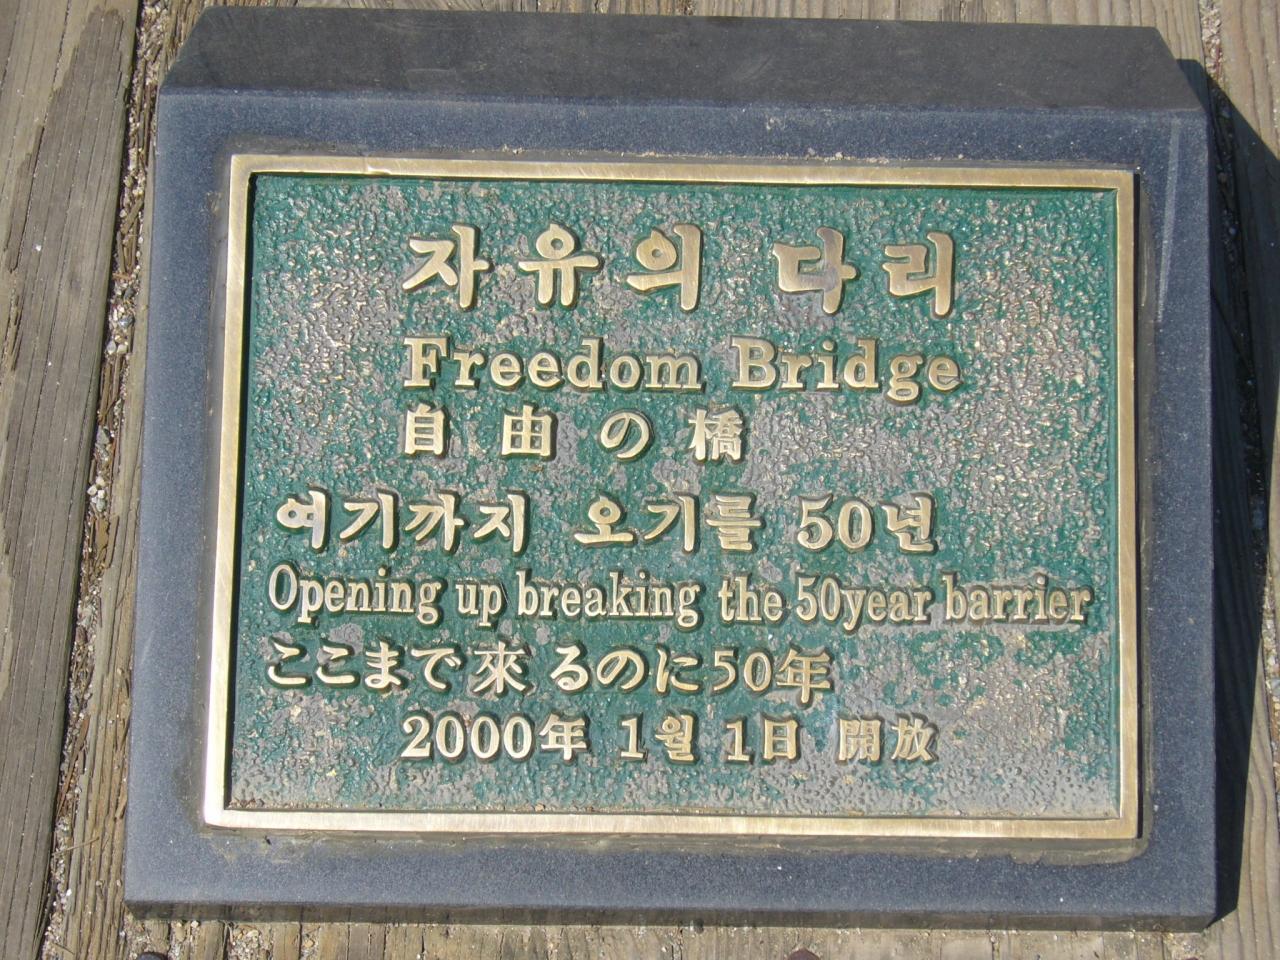 자유의 다리
Freedom Bridge
自由の橋
여기까지 오기를 50년
Opening up breaking the 50year barrier
ここまで來るのに50年
2000年 1월 1日 開放